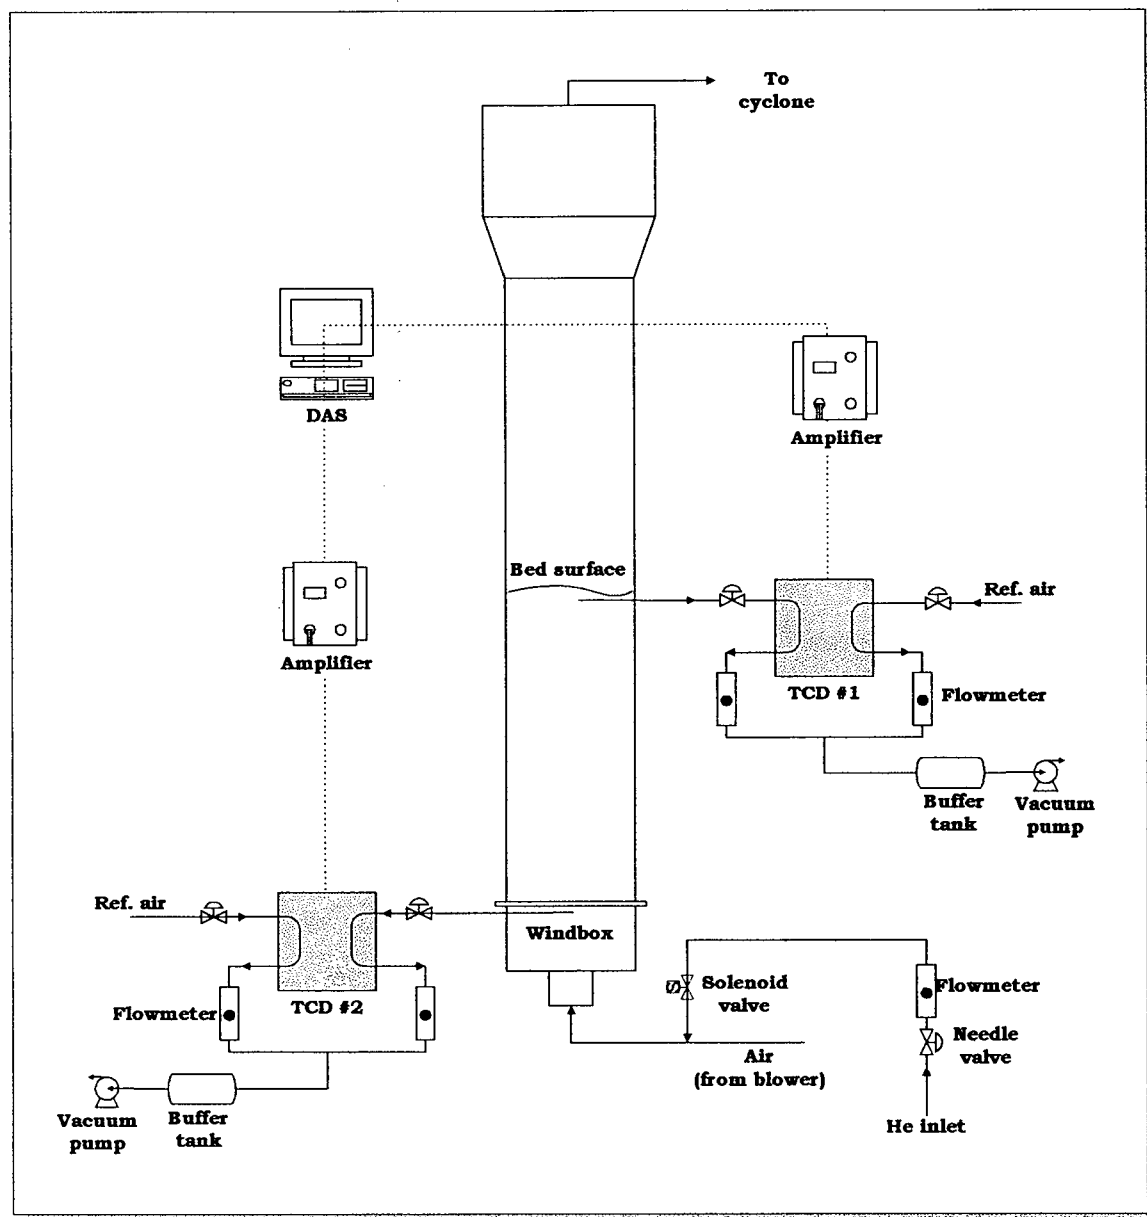 To
cyclone
DAS
Amplifier
Bed surface
Ref. air
Amplifier
TCD #1
Flowmeter
Buffer
tank
Vacuum
pump
Ref. air
Windbox
TCD #2
Flowmeter
Solenoid
valve
Flowmeter
Needle
valve
Air
(from blower)
He inlet
Vacuum
pump
Buffer
tank